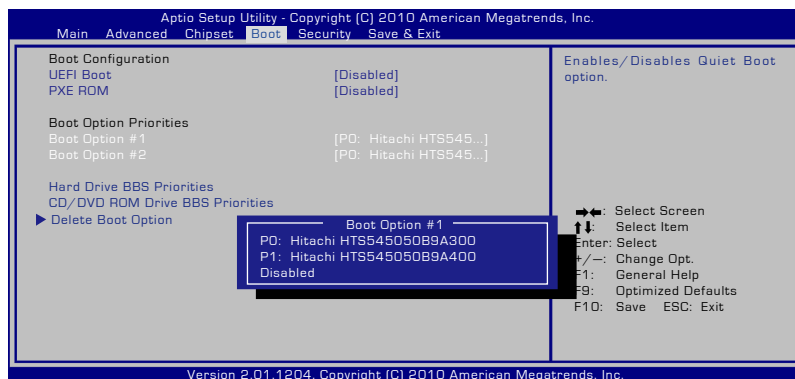 Aptio Setup Utility - Copyright (C) 2010 American Megatrends, Inc.
Main Advanced Chipset Boot Security Save & Exit
Boot Configuration
UEFI Boot [Disabled]
PXE ROM [Disabled]
Boot Option Priorities
Boot Option #1 [P0: Hitachi HTS545...]
Boot Option #2 [P0: Hitachi HTS545...]
Hard Drive BBS Priorities
CD/DVD ROM Drive BBS Priorities
Delete Boot Option
Boot Option #1
P0: Hitachi HTS545050B9A300
P1: Hitachi HTS545050B9A400
Disabled
Enables/Disables Quiet Boot
option.
→←: Select Screen
↑↓: Select Item
Enter: Select
+/—: Change Opt.
F1: General Help
F9: Optimized Defaults
F10: Save ESC: Exit
Version 2.01.1204. Copyright (C) 2010 American Megatrends, Inc.